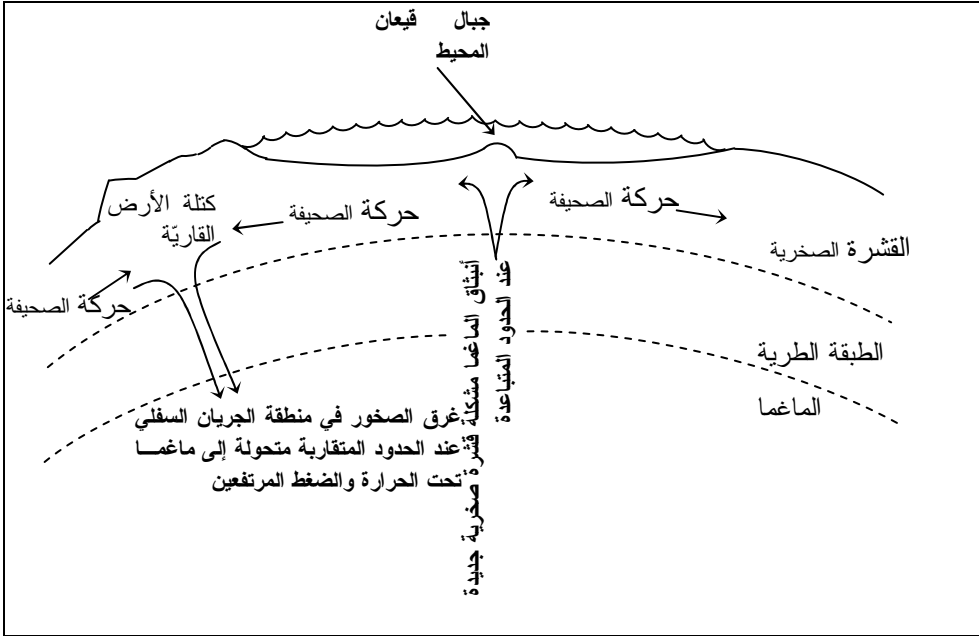 جبال قيعان
المحيط
كتلة الأرض
القاريّة
حركة الصحيفة
حركة الصحيفة
حركة الصحيفة
القشرة الصخرية
الطبقة الطرية
الماغما
أنبثاق الماغما مشكلة قشرة صخرية جديدة
عند الحدود المتباعدة
غرق الصخور في منطقة الجريان السفلي
عند الحدود المتقاربة متحولة إلى ماغمـــا
تحت الحرارة والضغط المرتفعين